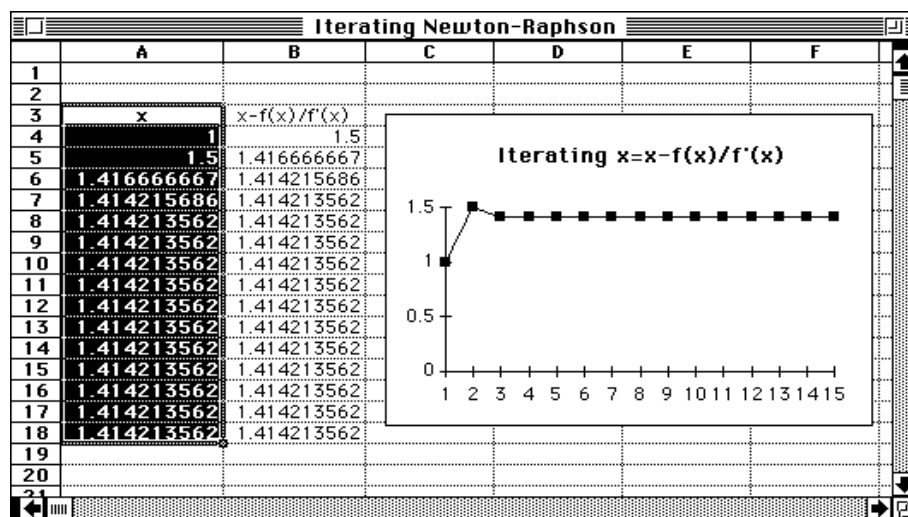 Iterating Newton-Raphson
A B C D E F
1
2
3 x x-f(x)/f'(x)
4 1 1.5
5 1.5 1.416666667
6 1.416666667 1.414215686
7 1.414215686 1.414213562
8 1.414213562 1.414213562
9 1.414213562 1.414213562
10 1.414213562 1.414213562
11 1.414213562 1.414213562
12 1.414213562 1.414213562
13 1.414213562 1.414213562
14 1.414213562 1.414213562
15 1.414213562 1.414213562
16 1.414213562 1.414213562
17 1.414213562 1.414213562
18 1.414213562 1.414213562
19
20
21
Iterating x=x-f(x)/f'(x)
1.5
1
0.5
0
1 2 3 4 5 6 7 8 9 10 11 12 13 14 15